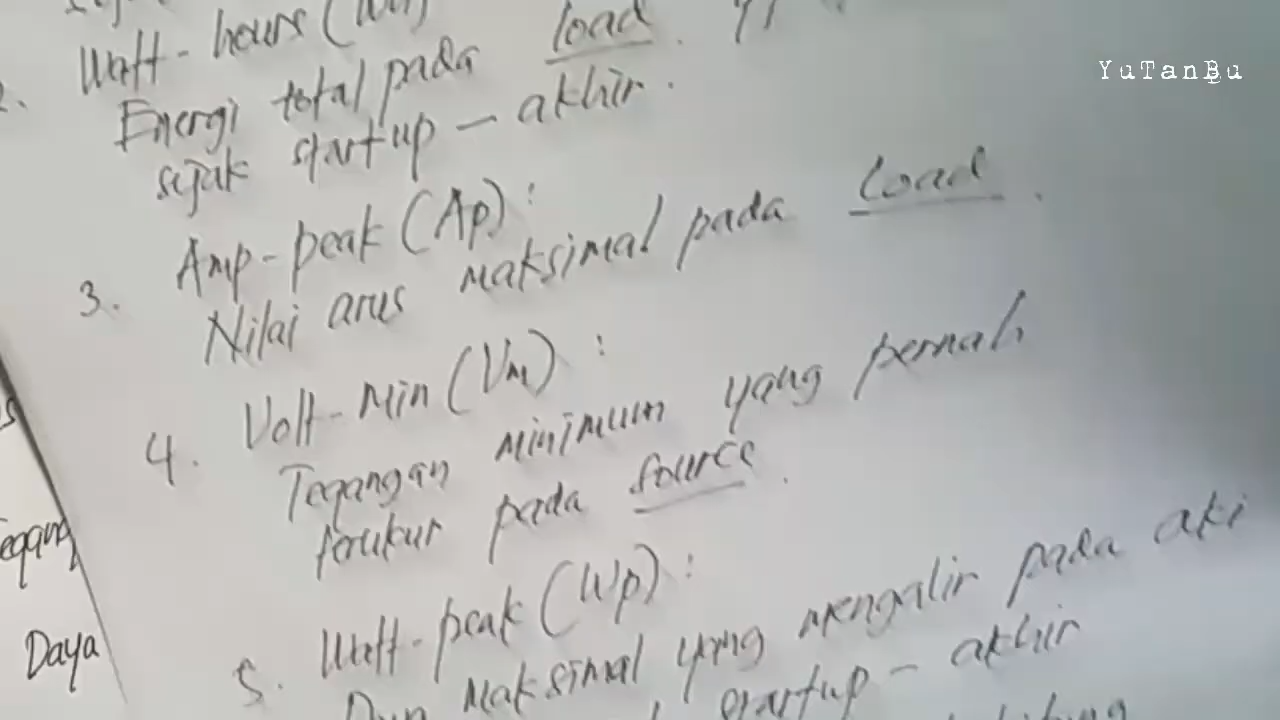 YuTanBu
2. Watt-hours (Wh)
Energi total pada load.
sejak startup - akhir.
3. Amp-peak (Ap):
Nilai arus maksimal pada Load.
4. Volt-Min (Vm):
Tegangan minimum yang pernah
terukur pada source.
5. Watt-peak (Wp):
Daya Maksimal yang mengalir pada aki
startup - akhir
Daya